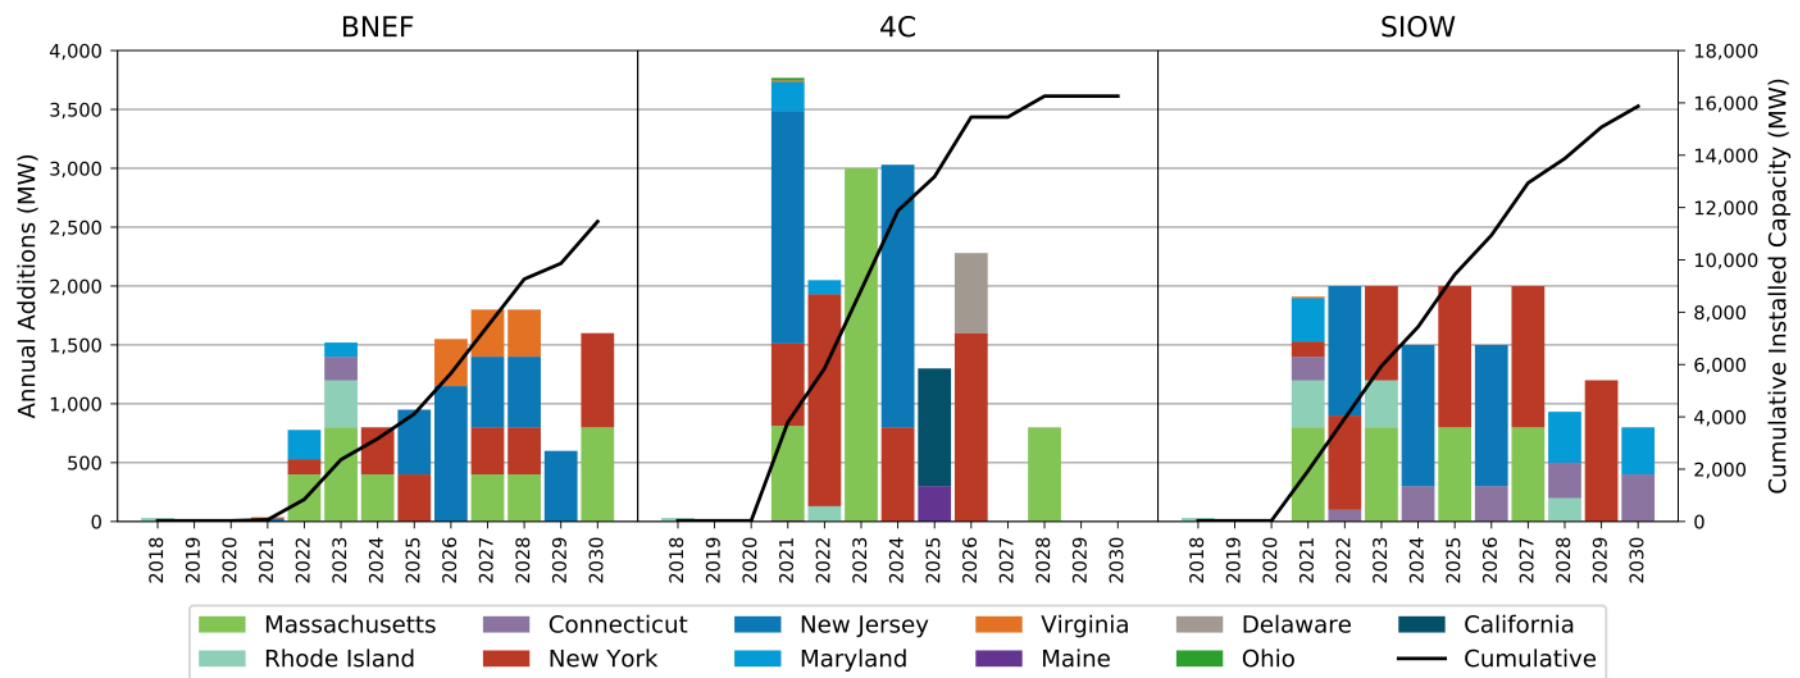 BNEF 4C SIOW
4,000 18,000
3,500 16,000
3,000 14,000
2,500 12,000
2,000 10,000
1,500 8,000
1,000 6,000
500 4,000
0 2,000
0
Annual Additions (MW)
Cumulative Installed Capacity (MW)
2018 2019 2020 2021 2022 2023 2024 2025 2026 2027 2028 2029 2030 2018 2019 2020 2021 2022 2023 2024 2025 2026 2027 2028 2029 2030 2018 2019 2020 2021 2022 2023 2024 2025 2026 2027 2028 2029 2030
Massachusetts Connecticut New Jersey Virginia Delaware California
Rhode Island New York Maryland Maine Ohio Cumulative